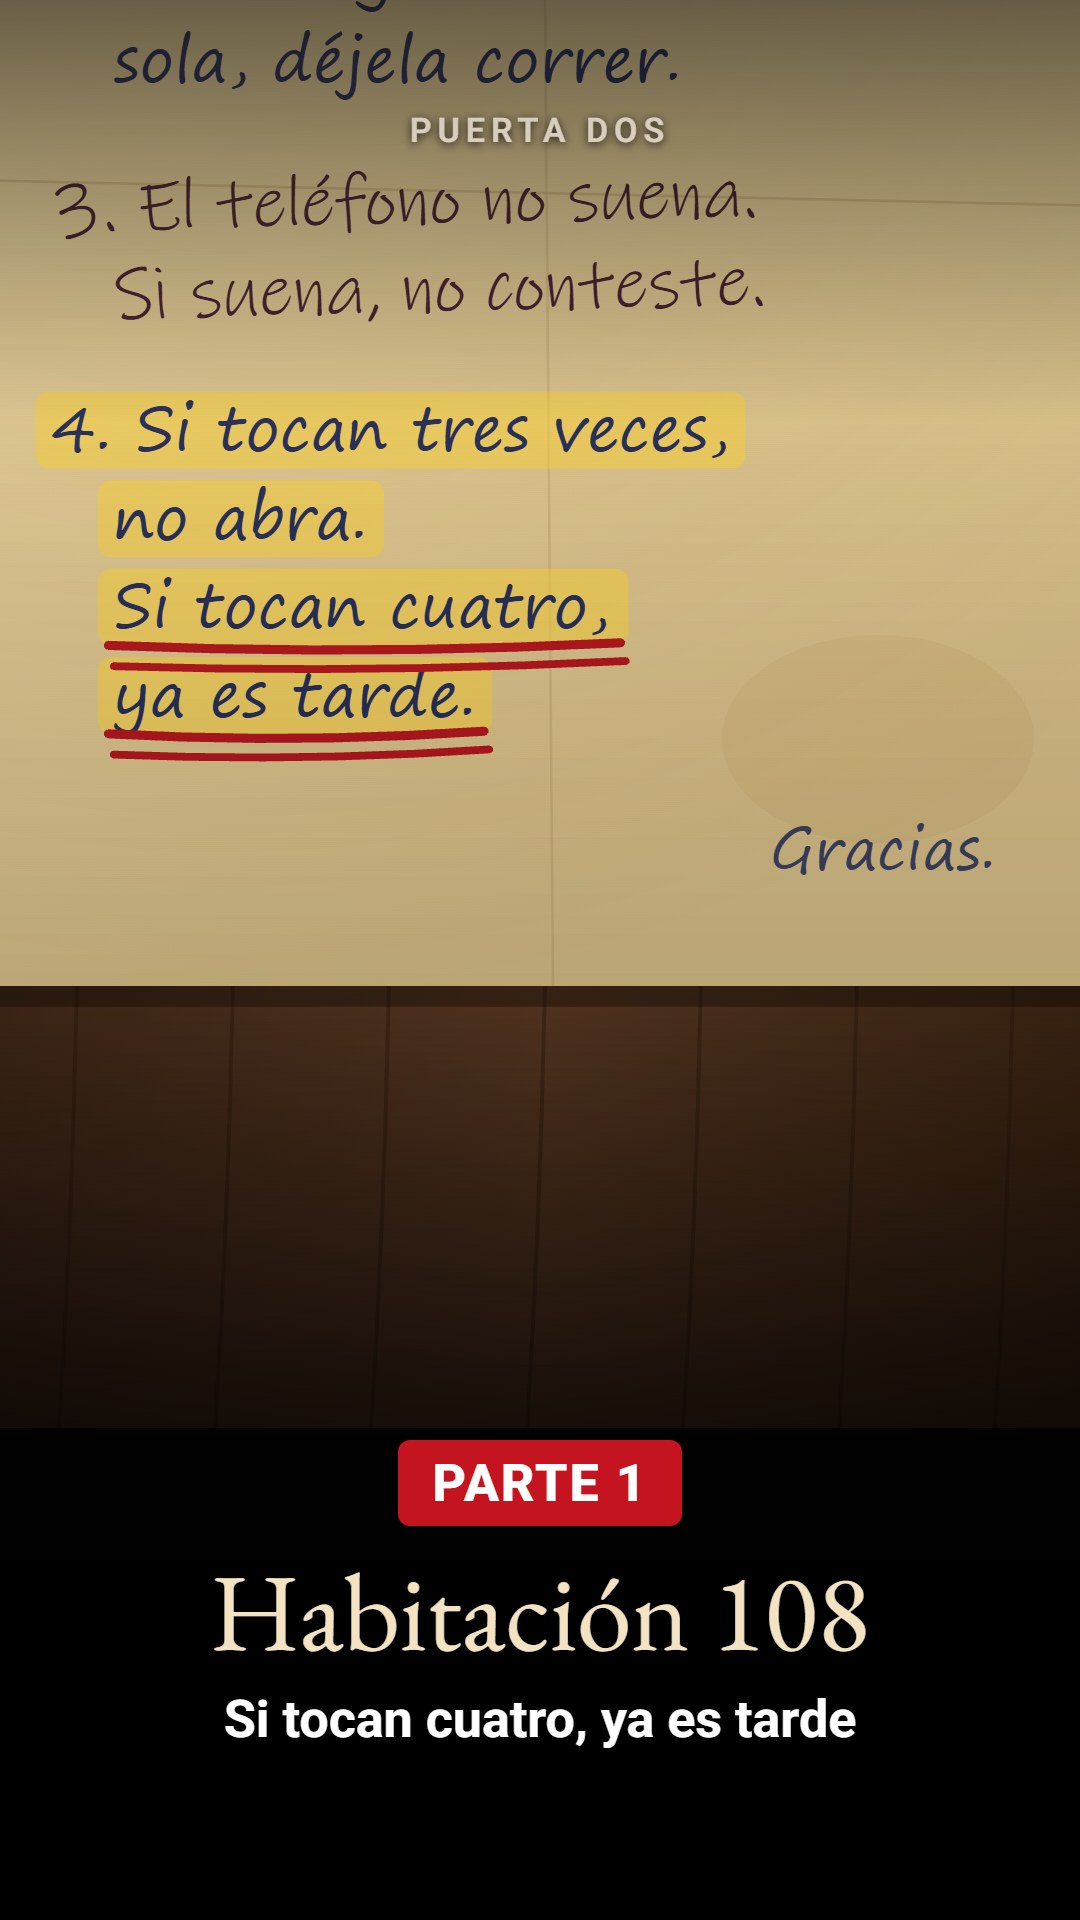 sola, déjela correr.
PUERTA DOS
3. El teléfono no suena.
Si suena, no conteste.
4. Si tocan tres veces,
no abra.
Si tocan cuatro,
ya es tarde.
Gracias.
PARTE 1
Habitación 108
Si tocan cuatro, ya es tarde